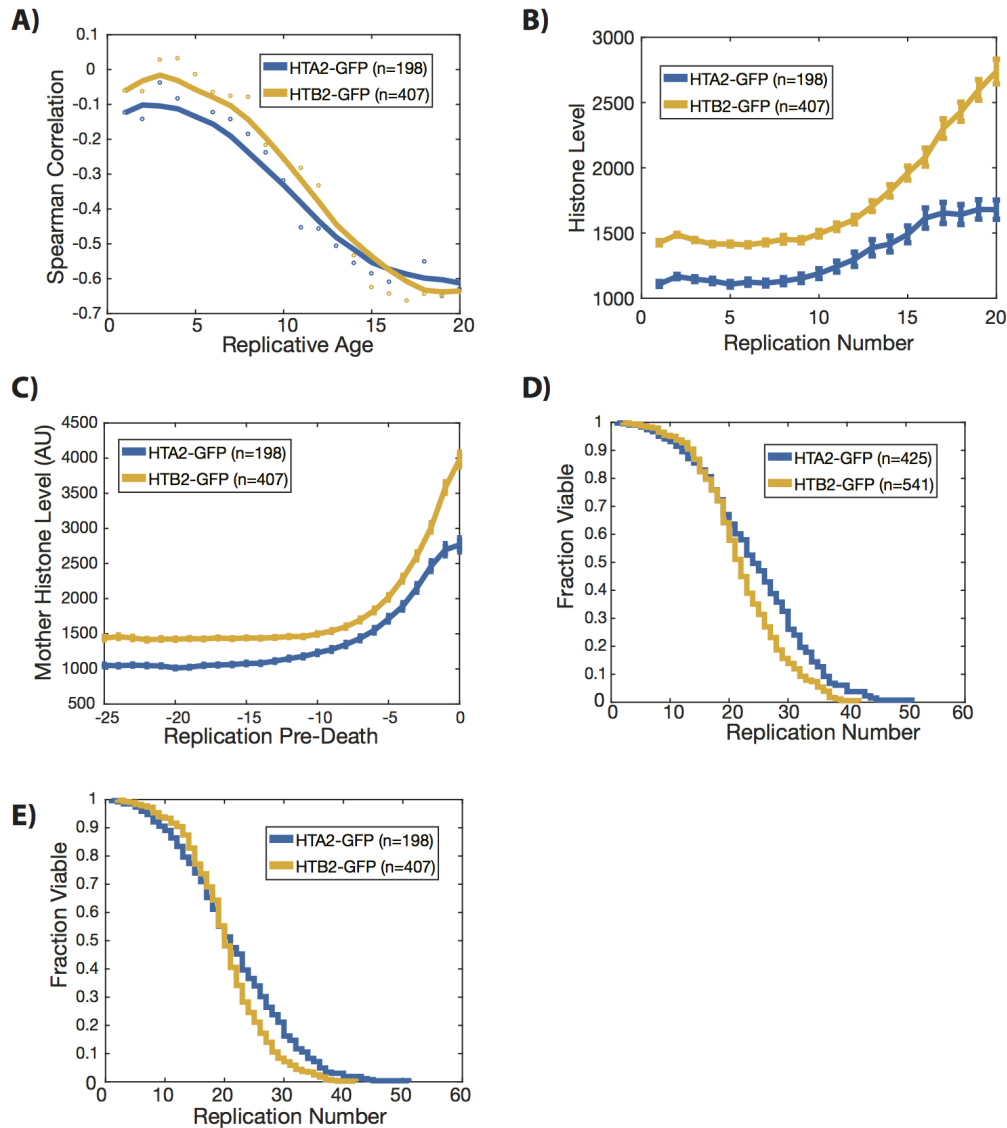 A)
0.1
0
-0.1
-0.2
-0.3
-0.4
-0.5
-0.6
-0.7
Spearman Correlation
HTA2-GFP (n=198)
HTB2-GFP (n=407)
0 5 10 15 20
Replicative Age
B)
3000
2500
2000
1500
1000
Histone Level
HTA2-GFP (n=198)
HTB2-GFP (n=407)
0 5 10 15 20
Replication Number
C)
4500
4000
3500
3000
2500
2000
1500
1000
500
Mother Histone Level (AU)
HTA2-GFP (n=198)
HTB2-GFP (n=407)
-25 -20 -15 -10 -5 0
Replication Pre-Death
D)
1
0.9
0.8
0.7
0.6
0.5
0.4
0.3
0.2
0.1
0
Fraction Viable
HTA2-GFP (n=425)
HTB2-GFP (n=541)
0 10 20 30 40 50 60
Replication Number
E)
1
0.9
0.8
0.7
0.6
0.5
0.4
0.3
0.2
0.1
0
Fraction Viable
HTA2-GFP (n=198)
HTB2-GFP (n=407)
0 10 20 30 40 50 60
Replication Number